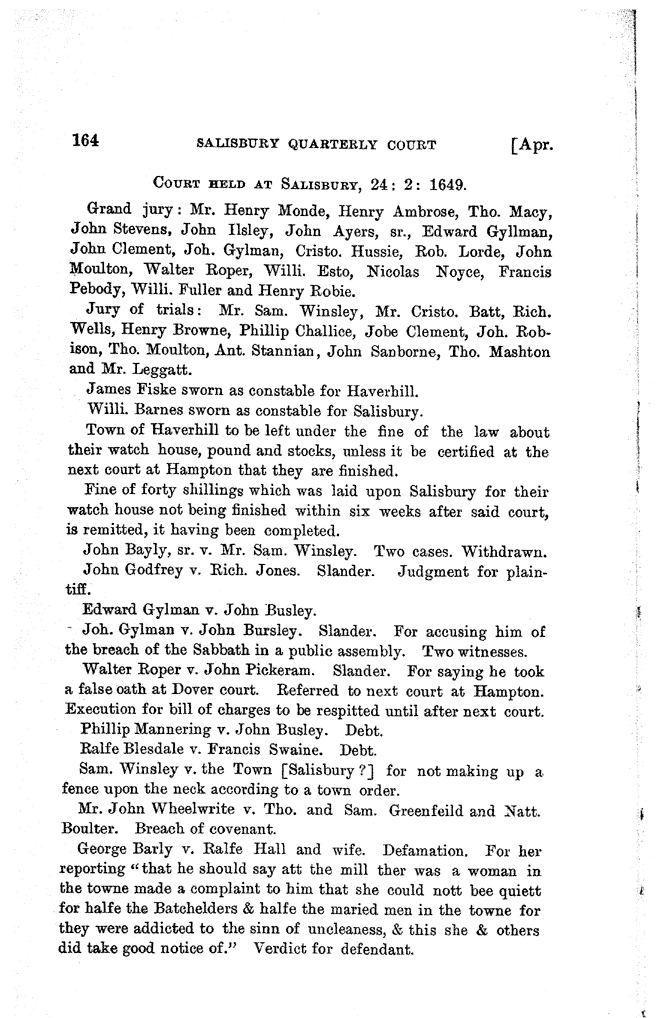 164 SALISBURY QUARTERLY COURT [Apr.
COURT HELD AT SALISBURY, 24: 2: 1649.
Grand jury: Mr. Henry Monde, Henry Ambrose, Tho. Macy,
John Stevens, John Ilsley, John Ayers, sr., Edward Gyllman,
John Clement, Joh. Gylman, Cristo. Hussie, Rob. Lorde, John
Moulton, Walter Roper, Willi. Esto, Nicolas Noyce, Francis
Pebody, Willi. Fuller and Henry Robie.
Jury of trials: Mr. Sam. Winsley, Mr. Cristo. Batt, Rich.
Wells, Henry Browne, Phillip Challice, Jobe Clement, Joh. Rob-
ison, Tho. Moulton, Ant. Stannian, John Sanborne, Tho. Mashton
and Mr. Leggatt.
James Fiske sworn as constable for Haverhill.
Willi. Barnes sworn as constable for Salisbury.
Town of Haverhill to be left under the fine of the law about
their watch house, pound and stocks, unless it be certified at the
next court at Hampton that they are finished.
Fine of forty shillings which was laid upon Salisbury for their
watch house not being finished within six weeks after said court,
is remitted, it having been completed.
John Bayly, sr. v. Mr. Sam. Winsley. Two cases. Withdrawn.
John Godfrey v. Rich. Jones. Slander. Judgment for plain-
tiff.
Edward Gylman v. John Busley.
Joh. Gylman v. John Bursley. Slander. For accusing him of
the breach of the Sabbath in a public assembly. Two witnesses.
Walter Roper v. John Pickeram. Slander. For saying he took
a false oath at Dover court. Referred to next court at Hampton.
Execution for bill of charges to be respitted until after next court.
Phillip Mannering v. John Busley. Debt.
Ralfe Blesdale v. Francis Swaine. Debt.
Sam. Winsley v. the Town [Salisbury?] for not making up a
fence upon the neck according to a town order.
Mr. John Wheelwrite v. Tho. and Sam. Greenfeild and Natt.
Boulter. Breach of covenant.
George Barly v. Ralfe Hall and wife. Defamation. For her
reporting "that he should say att the mill ther was a woman in
the towne made a complaint to him that she could nott bee quiett
for halfe the Batchelders & halfe the maried men in the towne for
they were addicted to the sinn of uncleaness, & this she & others
did take good notice of." Verdict for defendant.